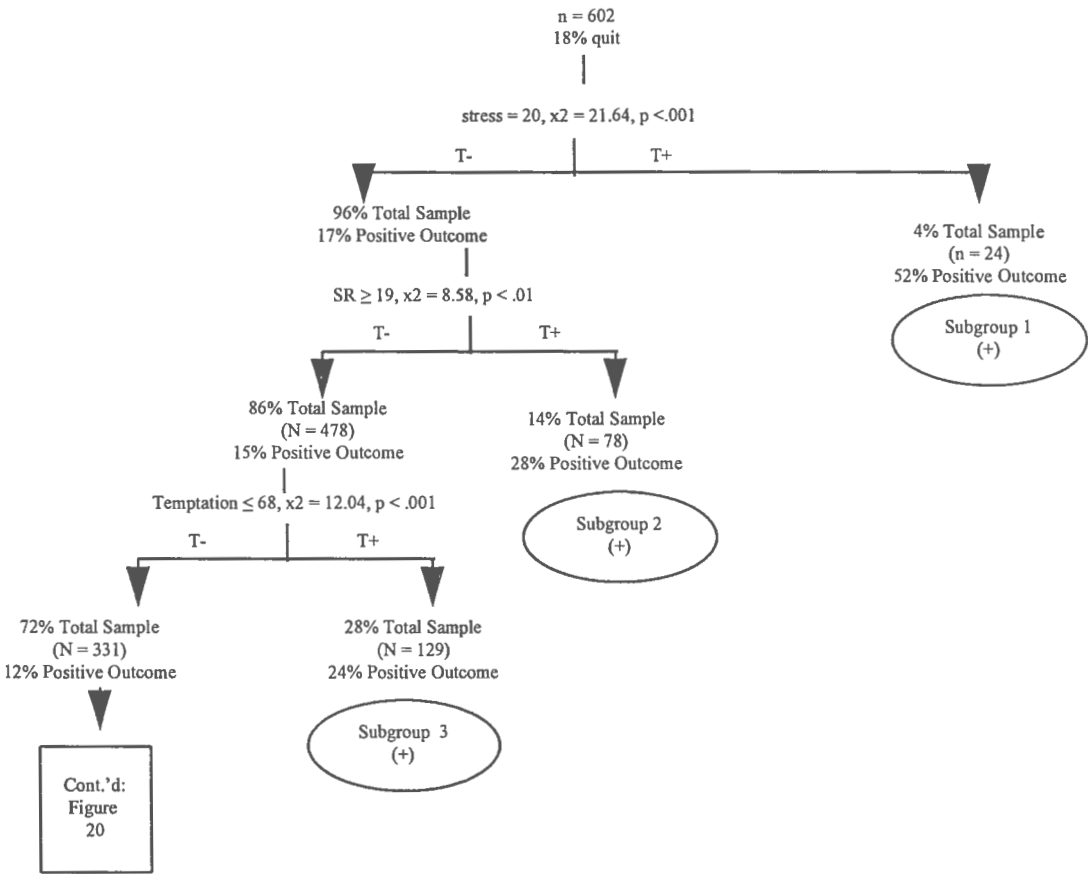 n = 602
18% quit
stress = 20, x2 = 21.64, p <.001
T-
T+
96% Total Sample
17% Positive Outcome
4% Total Sample
(n = 24)
52% Positive Outcome
Subgroup 1
(+)
SR ≥ 19, x2 = 8.58, p < .01
T-
T+
86% Total Sample
(N = 478)
15% Positive Outcome
14% Total Sample
(N = 78)
28% Positive Outcome
Subgroup 2
(+)
Temptation ≤ 68, x2 = 12.04, p < .001
T-
T+
72% Total Sample
(N = 331)
12% Positive Outcome
28% Total Sample
(N = 129)
24% Positive Outcome
Subgroup 3
(+)
Cont.'d:
Figure
20